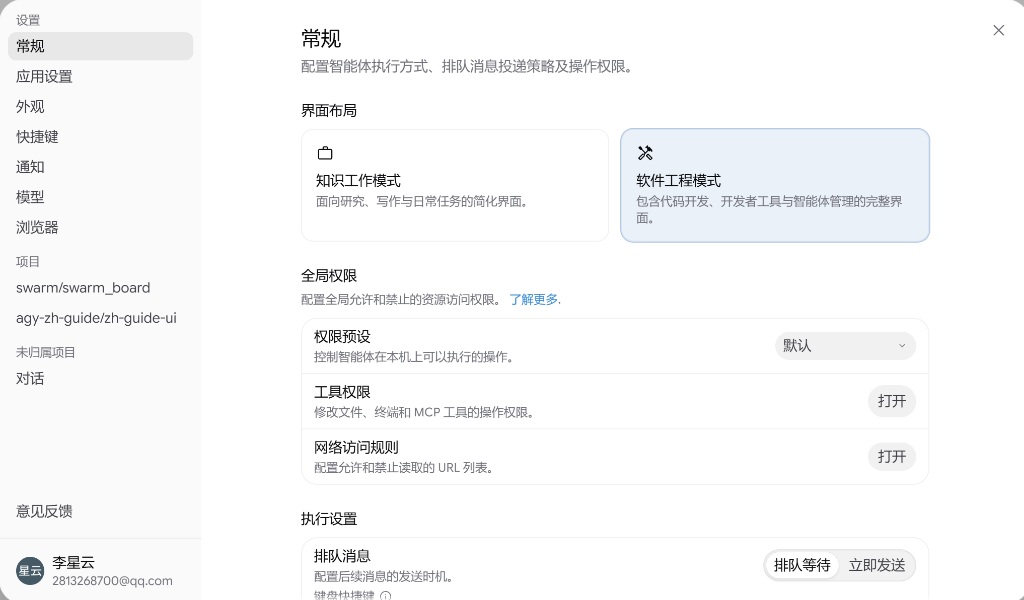 设置
常规
应用设置
外观
快捷键
通知
模型
浏览器
项目
swarm/swarm_board
agy-zh-guide/zh-guide-ui
未归属项目
对话
意见反馈
星云
李星云
2813268700@qq.com
常规
配置智能体执行方式、排队消息投递策略及操作权限。
界面布局
知识工作模式
面向研究、写作与日常任务的简化界面。
软件工程模式
包含代码开发、开发者工具与智能体管理的完整界
面。
全局权限
配置全局允许和禁止的资源访问权限。 了解更多.
权限预设
控制智能体在本机上可以执行的操作。
默认
工具权限
修改文件、终端和 MCP 工具的操作权限。
打开
网络访问规则
配置允许和禁止读取的 URL 列表。
打开
执行设置
排队消息
配置后续消息的发送时机。
键盘快捷键
排队等待 立即发送